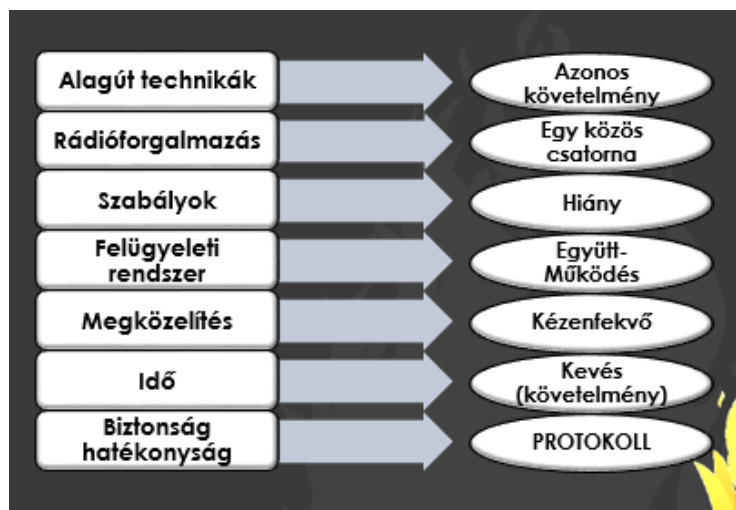 Alagút technikák
Azonos
követelmény
Rádióforgalmazás
Egy közös
csatorna
Szabályok
Hiány
Felügyeleti
rendszer
Együtt-
Működés
Megközelítés
Kézenfekvő
Idő
Kevés
(követelmény)
Biztonság
hatékonyság
PROTOKOLL